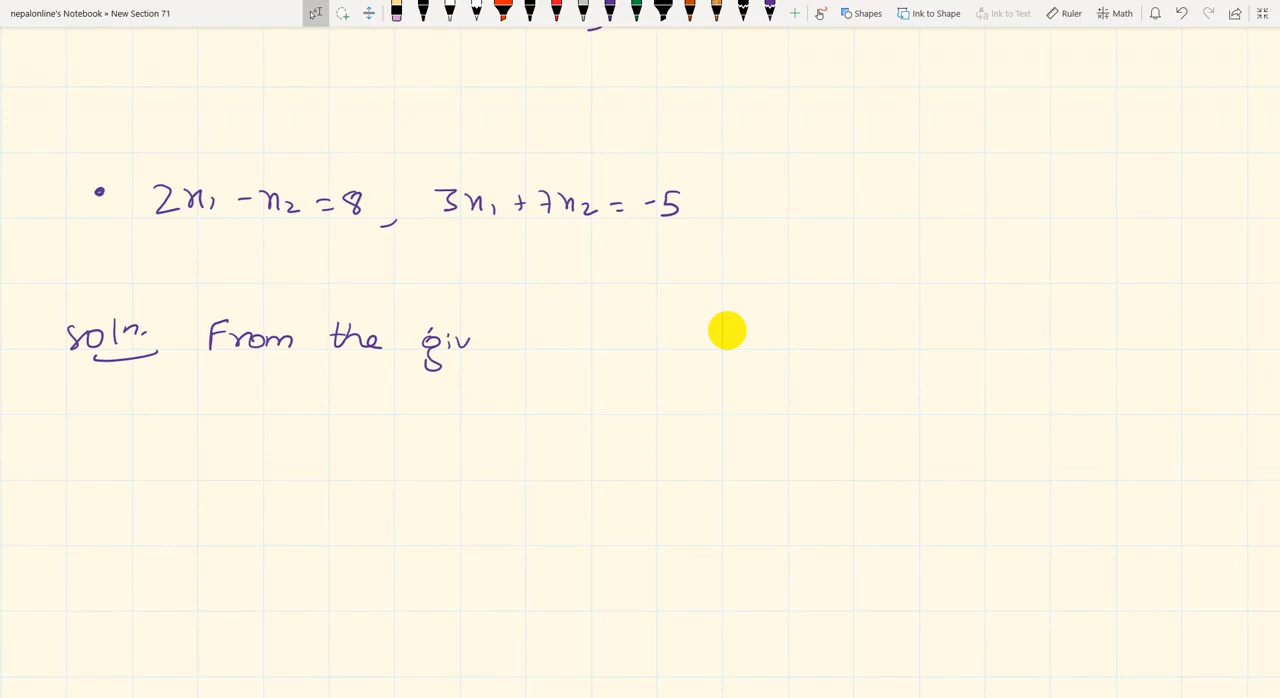 nepalonline's Notebook » New Section 71
Shapes Ink to Shape Ink to Text Ruler Math
• 2x₁ - x₂ = 8, 3x₁ + 7x₂ = -5
soln. From the giv